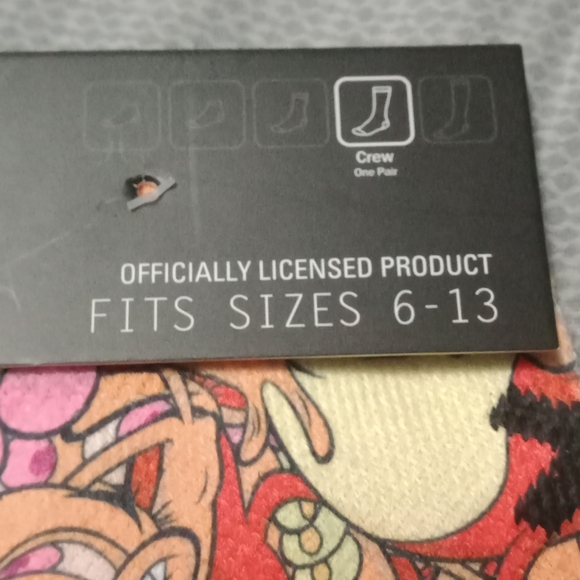 Crew
One Pair
OFFICIALLY LICENSED PRODUCT
FITS SIZES 6-13